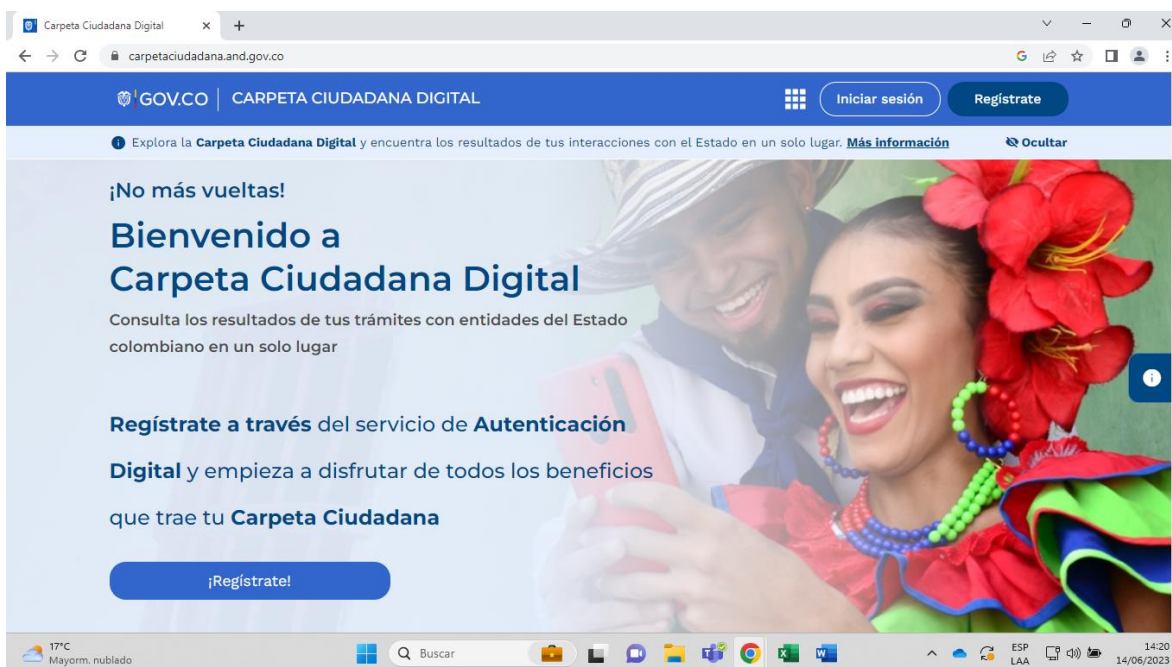 Carpeta Ciudadana Digital
carpetaciudadana.and.gov.co
GOV.CO | CARPETA CIUDADANA DIGITAL
Iniciar sesión
Regístrate
Explora la Carpeta Ciudadana Digital y encuentra los resultados de tus interacciones con el Estado en un solo lugar. Más información
Ocultar
¡No más vueltas!
Bienvenido a
Carpeta Ciudadana Digital
Consulta los resultados de tus trámites con entidades del Estado
colombiano en un solo lugar
Regístrate a través del servicio de Autenticación
Digital y empieza a disfrutar de todos los beneficios
que trae tu Carpeta Ciudadana
¡Regístrate!
17°C
Mayorm. nublado
Buscar
ESP
LAA
14:20
14/06/2023